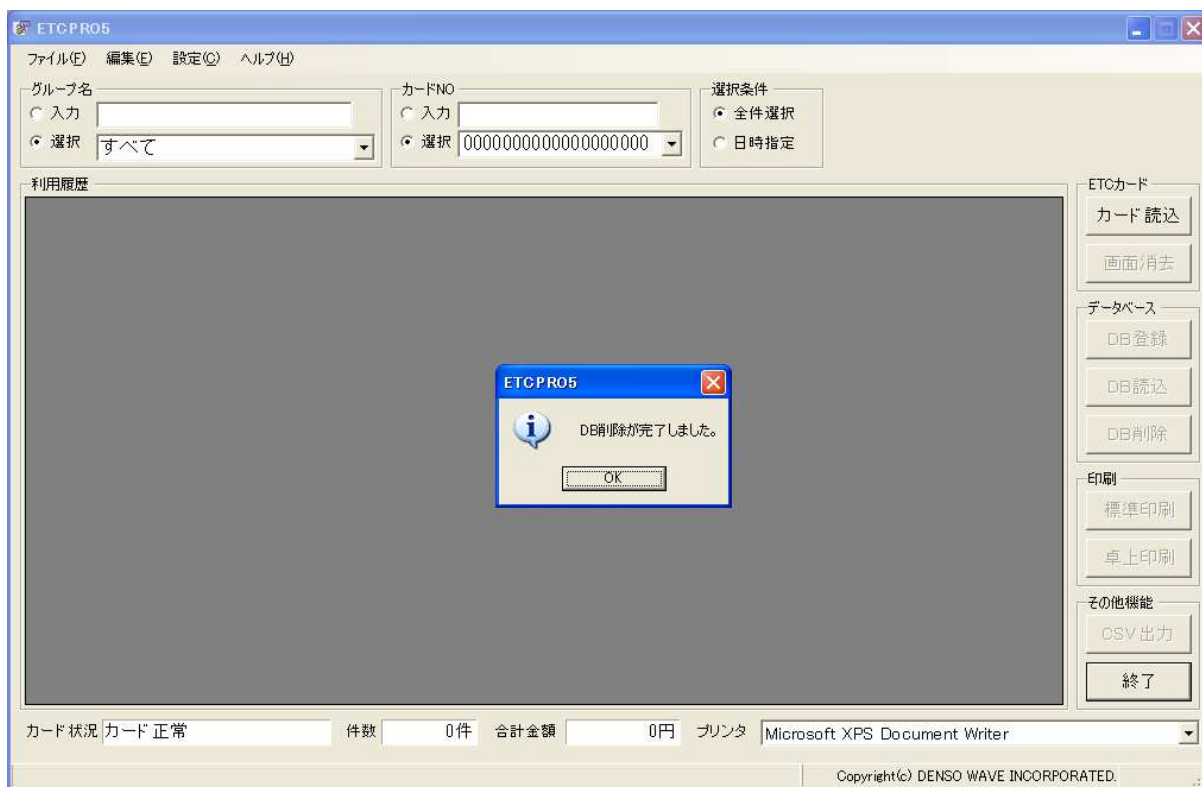 ETCPRO5
ファイル(F) 編集(E) 設定(C) ヘルプ(H)
グループ名
入力
選択 すべて
カードNO
入力
選択 0000000000000000000
選択条件
全件選択
日時指定
利用履歴
ETCPRO5
DB削除が完了しました。
OK
ETCカード
カード読込
画面消去
データベース
DB登録
DB読込
DB削除
印刷
標準印刷
卓上印刷
その他機能
CSV出力
終了
カード状況 カード正常 件数 0件 合計金額 0円 プリンタ Microsoft XPS Document Writer
Copyright(c) DENSO WAVE INCORPORATED.